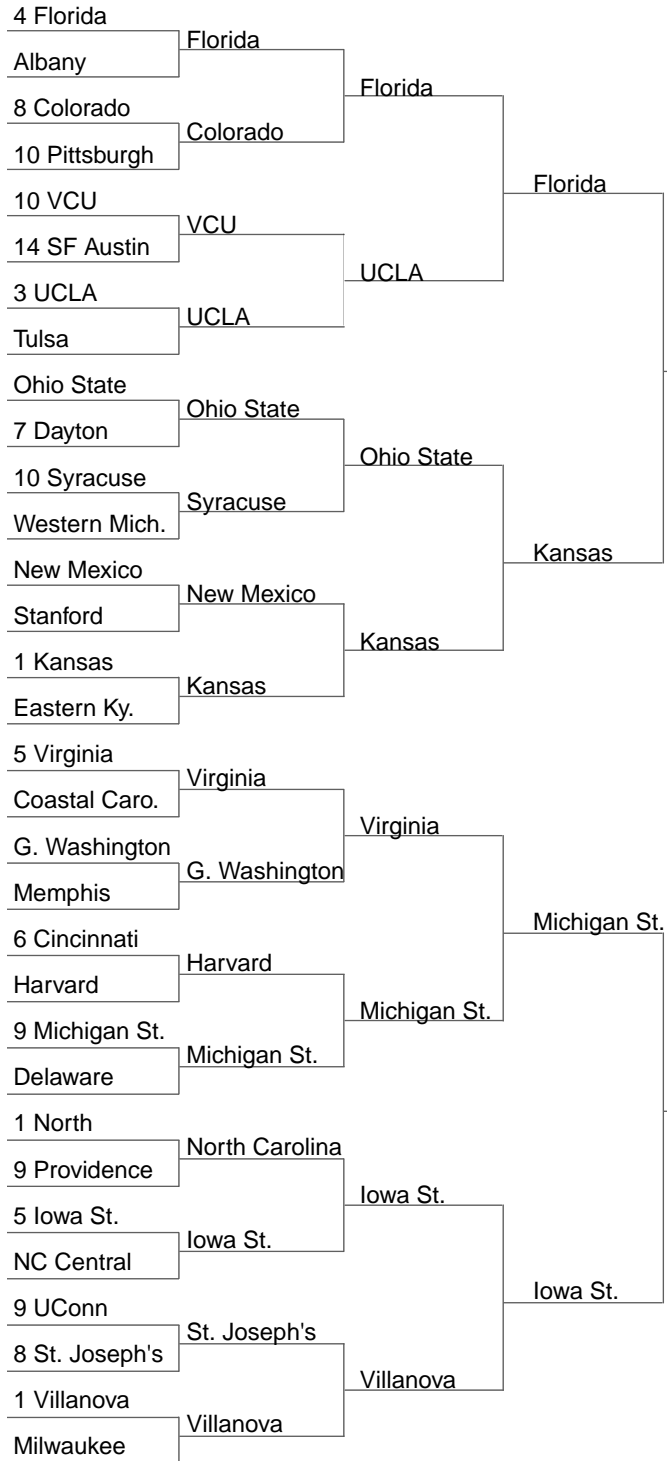 4 Florida
Albany
8 Colorado
10 Pittsburgh
10 VCU
14 SF Austin
3 UCLA
Tulsa
Ohio State
7 Dayton
10 Syracuse
Western Mich.
New Mexico
Stanford
1 Kansas
Eastern Ky.
5 Virginia
Coastal Caro.
G. Washington
Memphis
6 Cincinnati
Harvard
9 Michigan St.
Delaware
1 North
9 Providence
5 Iowa St.
NC Central
9 UConn
8 St. Joseph's
1 Villanova
Milwaukee
Florida
Colorado
VCU
UCLA
Ohio State
Syracuse
New Mexico
Kansas
Virginia
G. Washington
Harvard
Michigan St.
North Carolina
Iowa St.
St. Joseph's
Villanova
Florida
UCLA
Ohio State
Kansas
Virginia
Michigan St.
Iowa St.
Villanova
Florida
Kansas
Michigan St.
Iowa St.